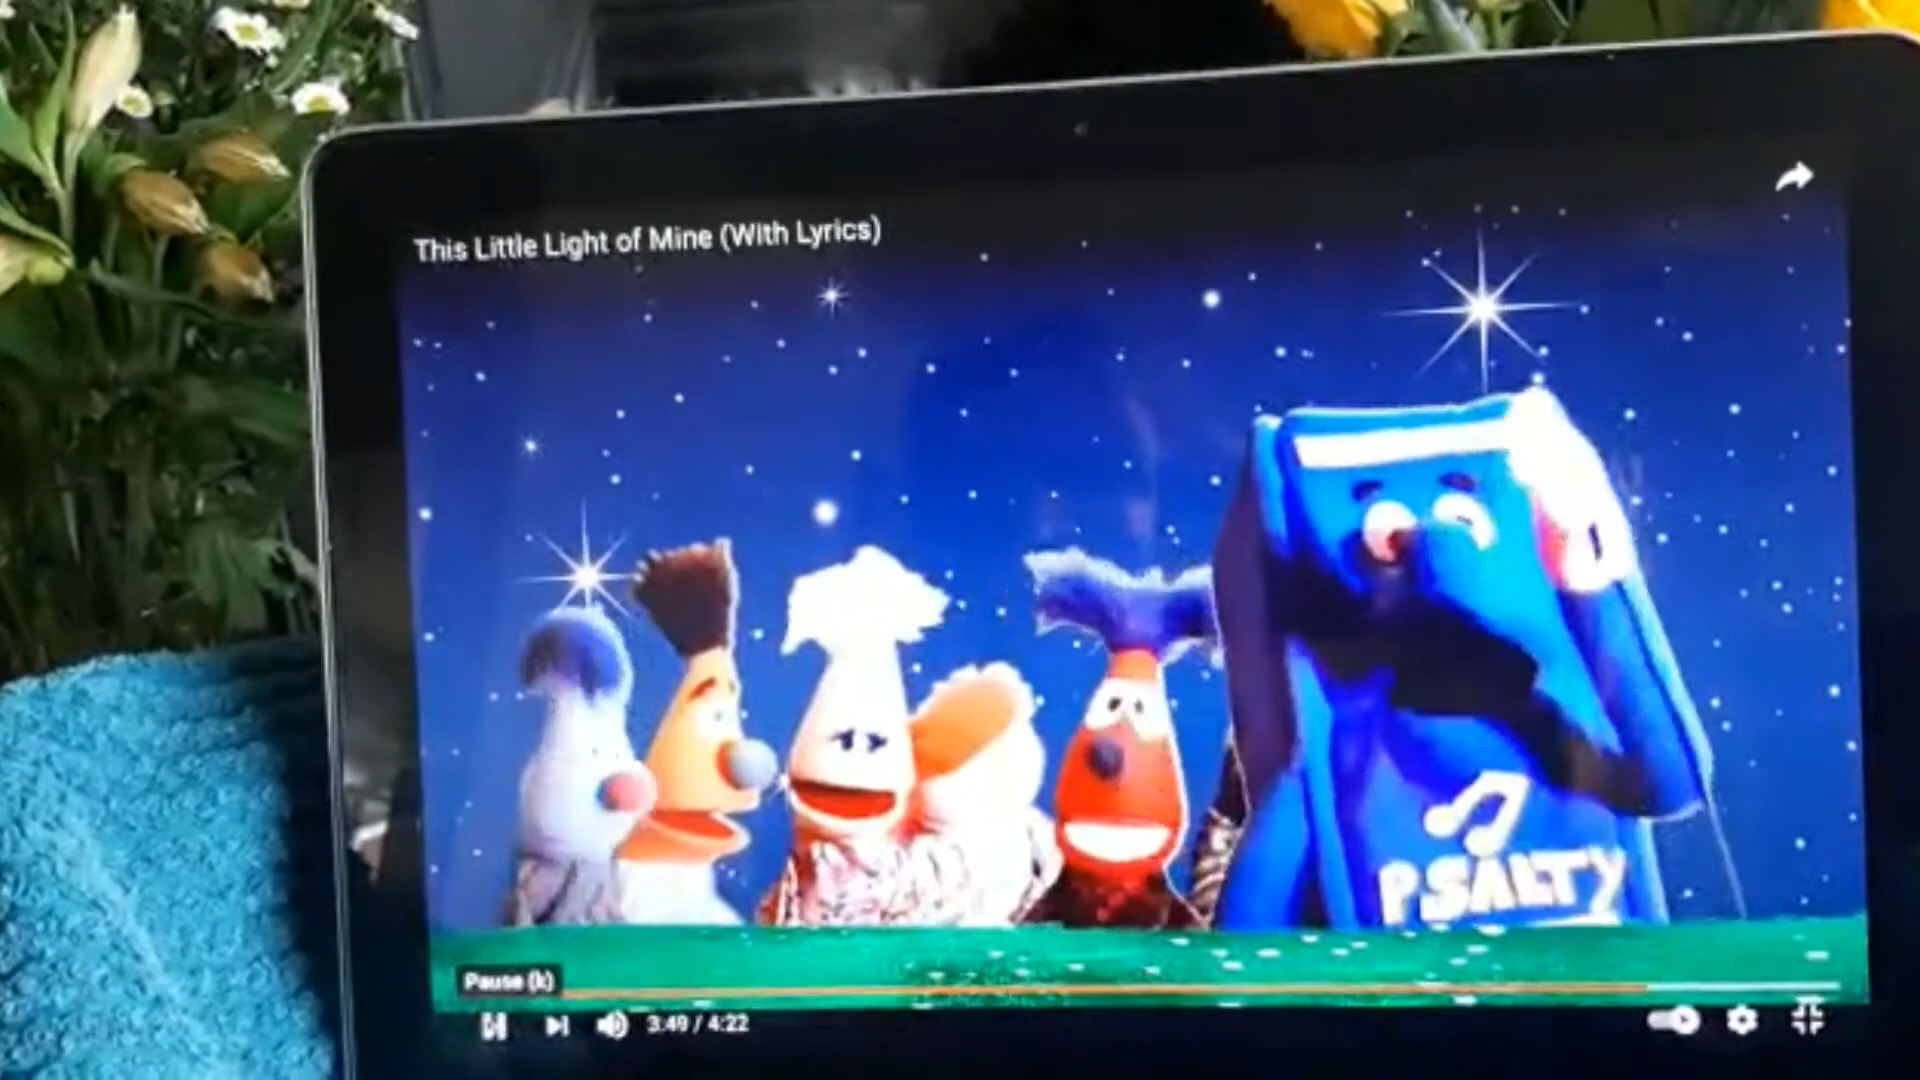 This Little Light of Mine (With Lyrics)
PSALTY
Pause (k)
3:49 / 4:22